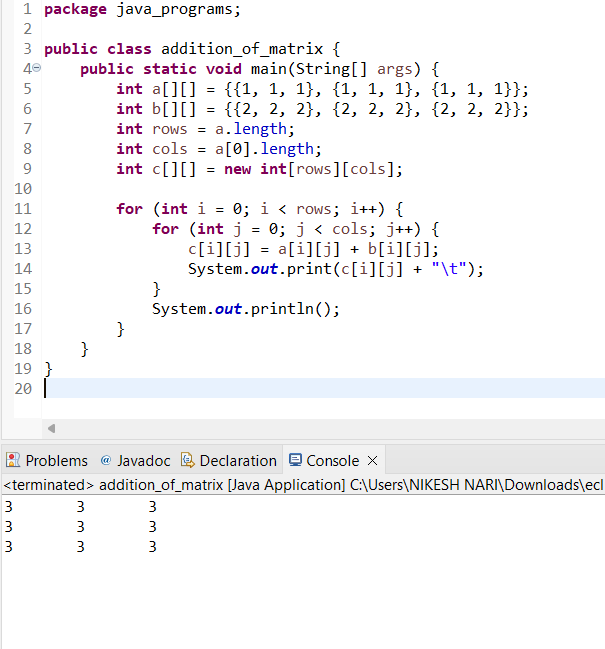 1 package java_programs;
2
3 public class addition_of_matrix {
4 public static void main(String[] args) {
5 int a[][] = {{1, 1, 1}, {1, 1, 1}, {1, 1, 1}};
6 int b[][] = {{2, 2, 2}, {2, 2, 2}, {2, 2, 2}};
7 int rows = a.length;
8 int cols = a[0].length;
9 int c[][] = new int[rows][cols];
10
11 for (int i = 0; i < rows; i++) {
12 for (int j = 0; j < cols; j++) {
13 c[i][j] = a[i][j] + b[i][j];
14 System.out.print(c[i][j] + "\t");
15 }
16 System.out.println();
17 }
18 }
19 }
20
Problems @ Javadoc Declaration Console
<terminated> addition_of_matrix [Java Application] C:\Users\NIKESH NARI\Downloads\ecl
3 3 3
3 3 3
3 3 3